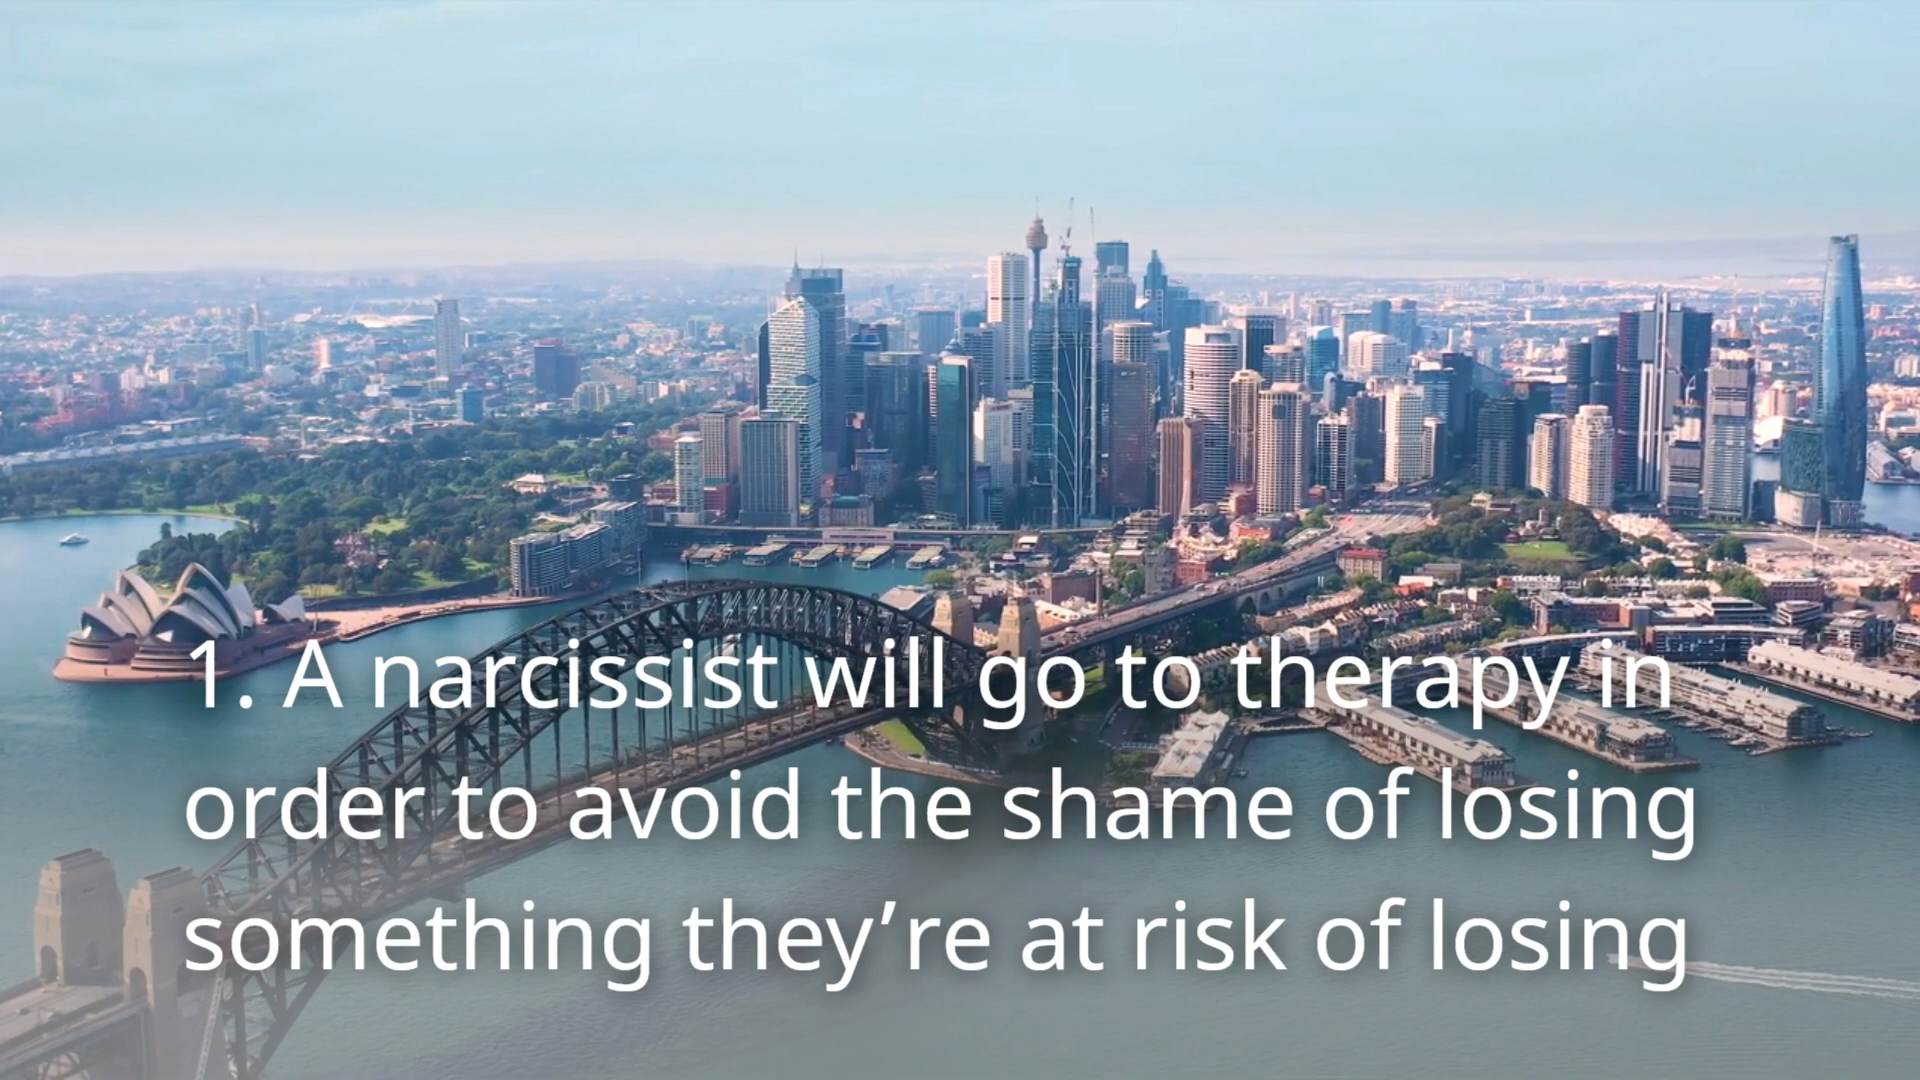 1. A narcissist will go to therapy in
order to avoid the shame of losing
something they’re at risk of losing